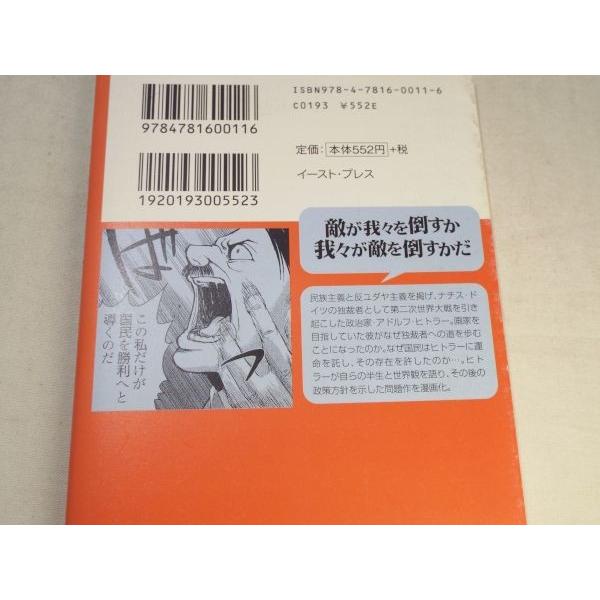 ISBN978-4-7816-0011-6
C0193 ¥552E
9784781600116
定価：本体552円+税
イースト・プレス
1920193005523
敵が我々を倒すか
我々が敵を倒すかだ
民族主義と反ユダヤ主義を掲げ、ナチス・ド
イツの独裁者として第二次世界大戦を引き
起こした政治家・アドルフ・ヒトラー。画家を
目指していた彼がなぜ独裁者への道を歩む
ことになったのか。なぜ国民はヒトラーに運
命を託し、その存在を許したのか…。ヒト
ラーが自らの半生と世界観を語り、その後の
政策方針を示した問題作を漫画化。
ばっ
この私だけが
国民を勝利へと
導くのだ